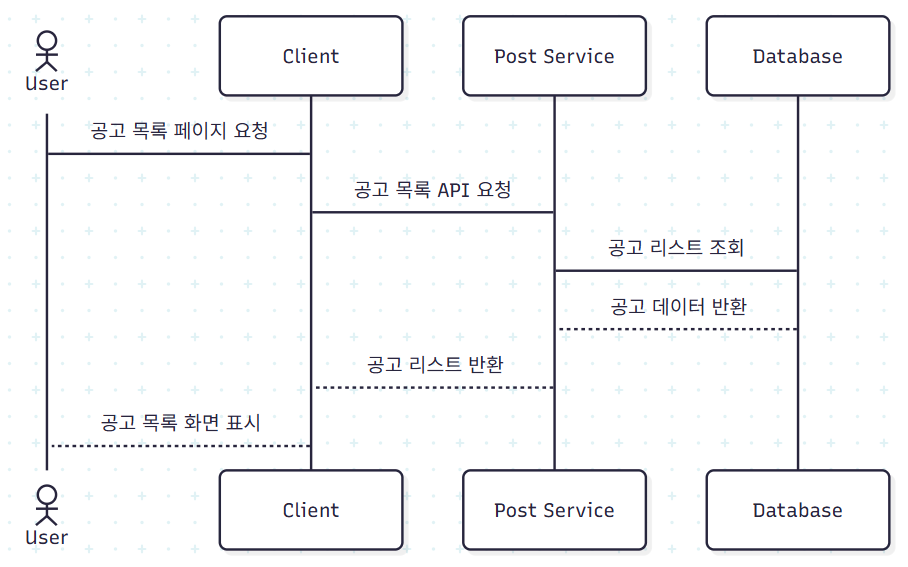 User
Client
Post Service
Database
공고 목록 페이지 요청
공고 목록 API 요청
공고 리스트 조회
공고 데이터 반환
공고 리스트 반환
공고 목록 화면 표시
User
Client
Post Service
Database